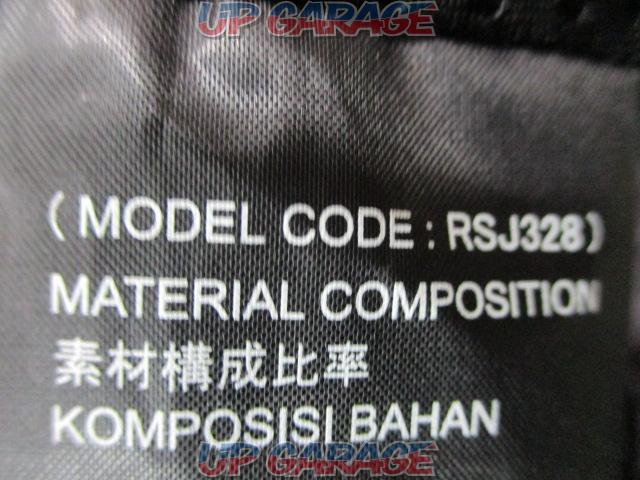 UP GARAGE
( MODEL CODE : RSJ328 )
MATERIAL COMPOSITION
素材構成比率
KOMPOSISI BAHAN
UP GARAGE